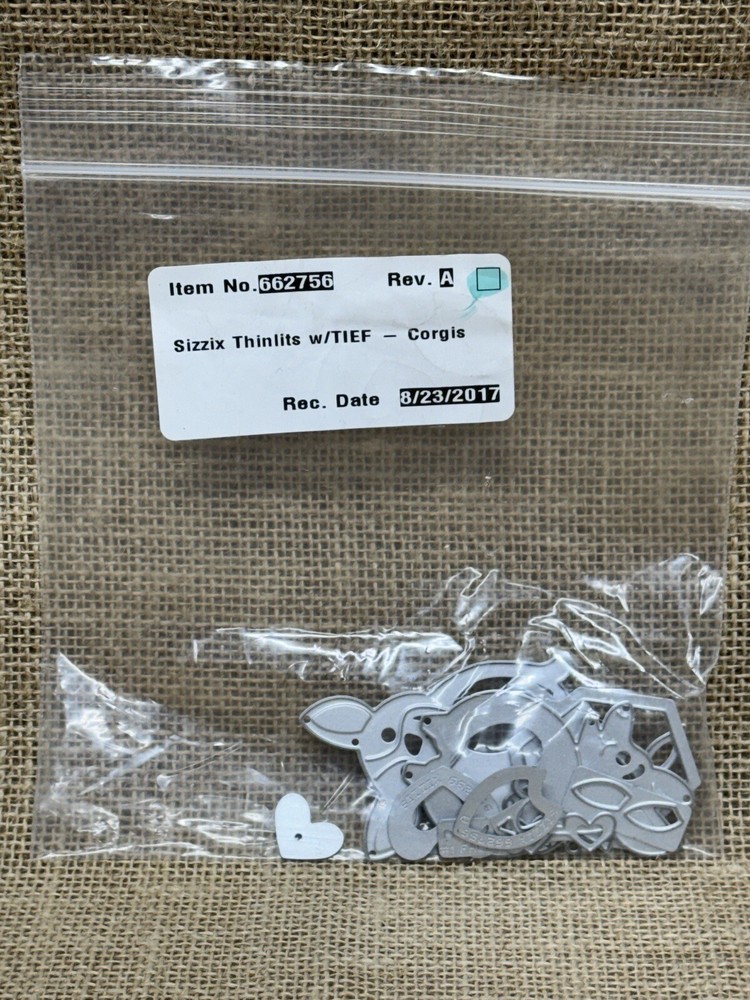 Item No.662756 Rev. A
Sizzix Thinlits w/TIEF – Corgis
Rec. Date 8/23/2017